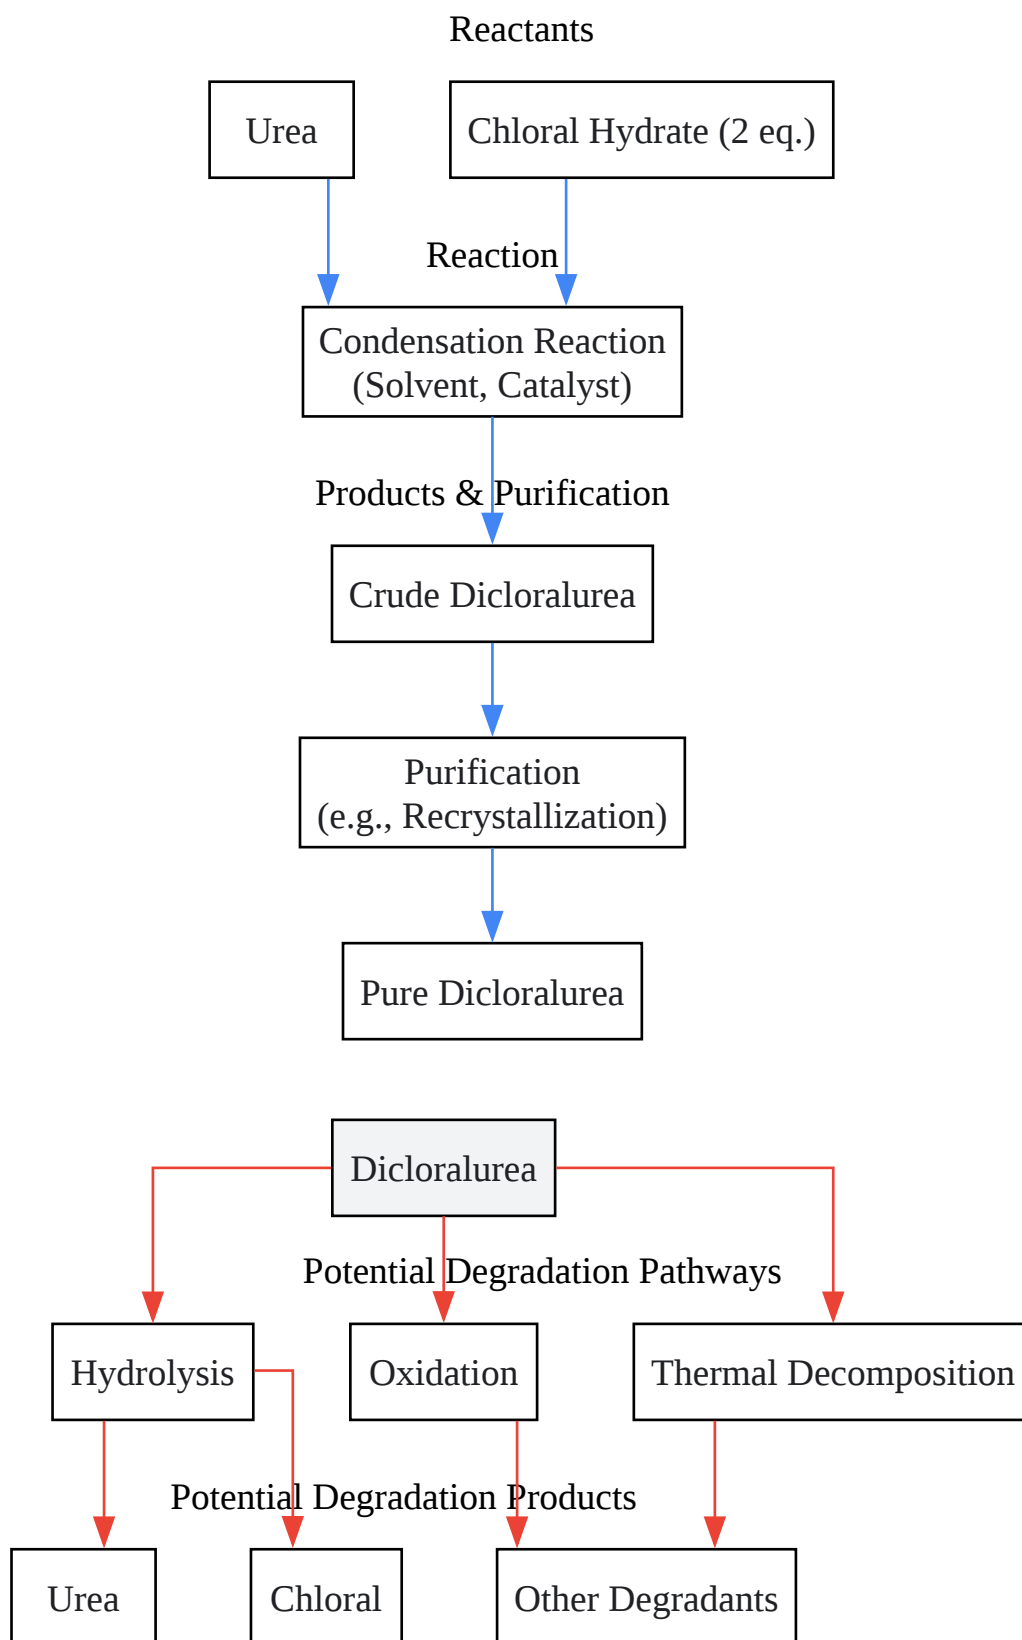 Reactants
Urea
Chloral Hydrate (2 eq.)
Reaction
Condensation Reaction
(Solvent, Catalyst)
Products & Purification
Crude Dicloralurea
Purification
(e.g., Recrystallization)
Pure Dicloralurea
Dicloralurea
Potential Degradation Pathways
Hydrolysis
Oxidation
Thermal Decomposition
Potential Degradation Products
Urea
Chloral
Other Degradants